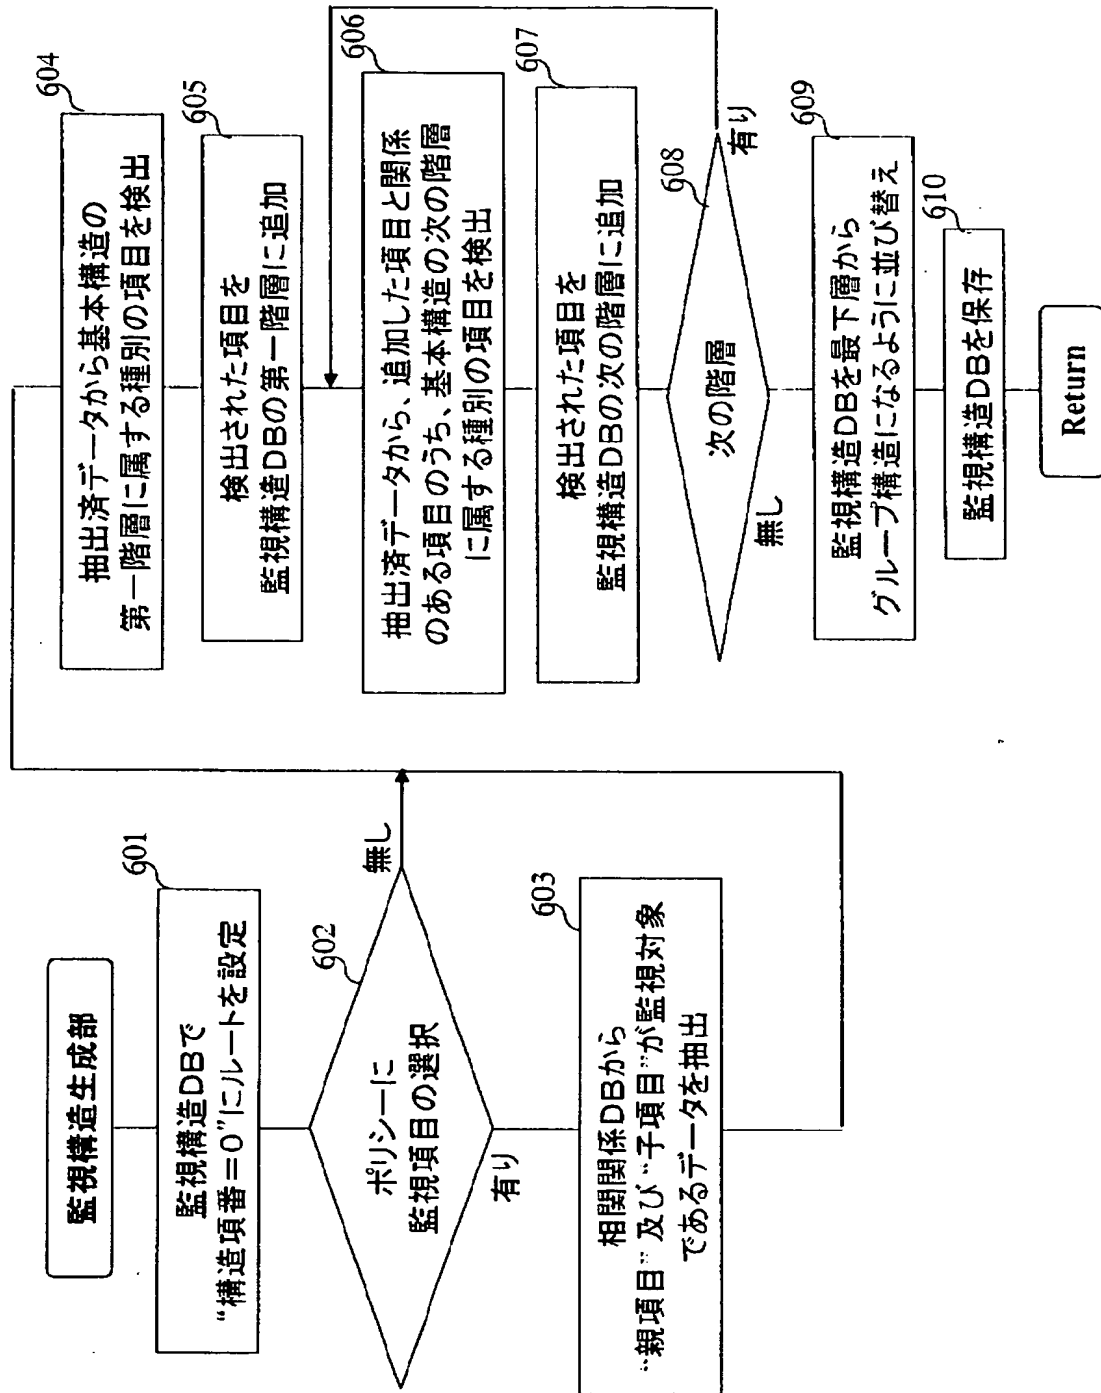 監視構造生成部
601
監視構造DBで
“構造項番=0”にルートを設定
602
ポリシーに
監視項目の選択
無し
有り
603
相関関係DBから
“親項目”及び“子項目”が監視対象
であるデータを抽出
604
抽出済データから基本構造の
第一階層に属する種別の項目を検出
605
検出された項目を
監視構造DBの第一階層に追加
606
抽出済データから、追加した項目と関係
のある項目のうち、基本構造の次の階層
に属する種別の項目を検出
607
検出された項目を
監視構造DBの次の階層に追加
608
次の階層
有り
無し
609
監視構造DBを最下層から
グループ構造になるように並び替え
610
監視構造DBを保存
Return